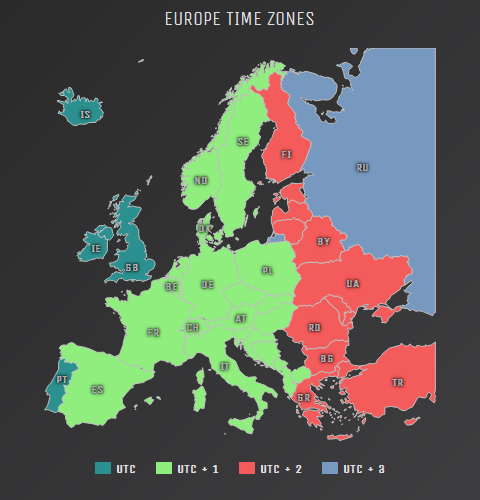 EUROPE TIME ZONES
IS
SE
FI
RU
NO
DK
IE
GB
BY
BE
DE
PL
UA
FR
CH
AT
RO
IT
BG
PT
ES
GR
TR
UTC
UTC + 1
UTC + 2
UTC + 3